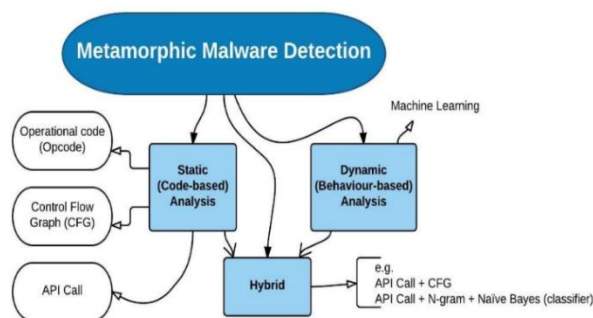 Metamorphic Malware Detection
Machine Learning
Operational code
(Opcode)
Static
(Code-based)
Analysis
Dynamic
(Behaviour-based)
Analysis
Control Flow
Graph (CFG)
API Call
Hybrid
e.g.
API Call + CFG
API Call + N-gram + Naïve Bayes (classifier)